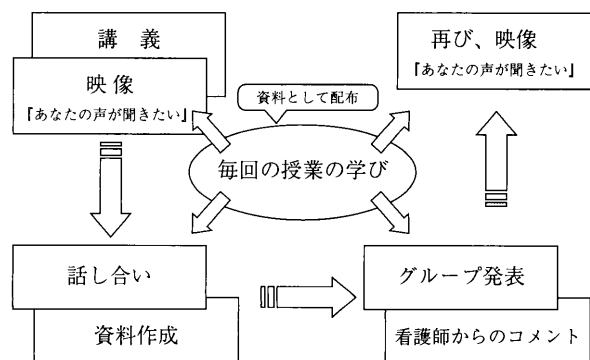 講 義
映 像
『あなたの声が聞きたい』
再び、映像
『あなたの声が聞きたい』
資料として配布
毎回の授業の学び
話し合い
資料作成
グループ発表
看護師からのコメント